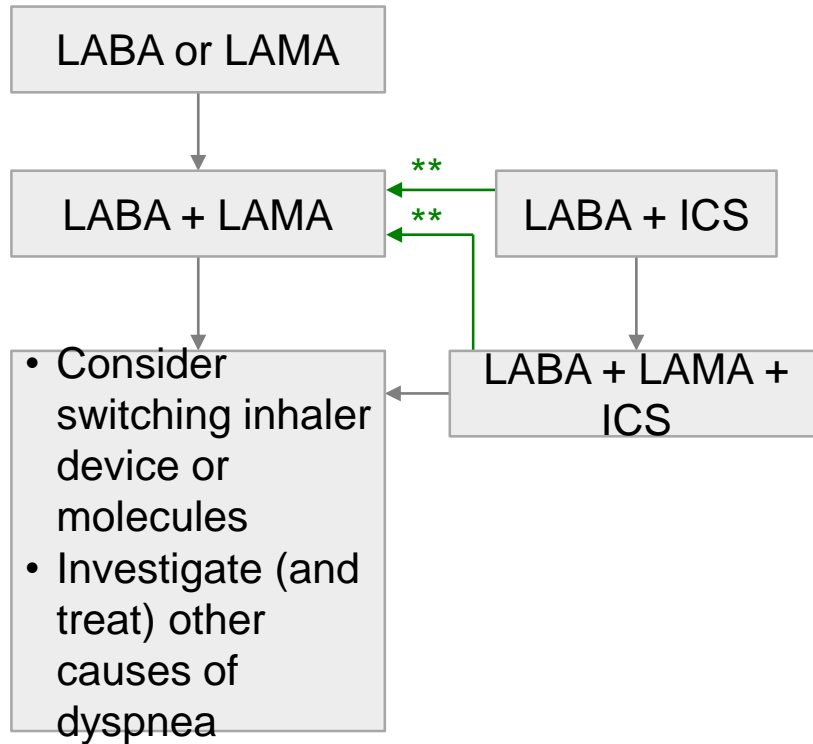 LABA or LAMA
**
LABA + LAMA
LABA + ICS
**
• Consider
switching inhaler
device or
molecules
• Investigate (and
treat) other
causes of
dyspnea
LABA + LAMA +
ICS